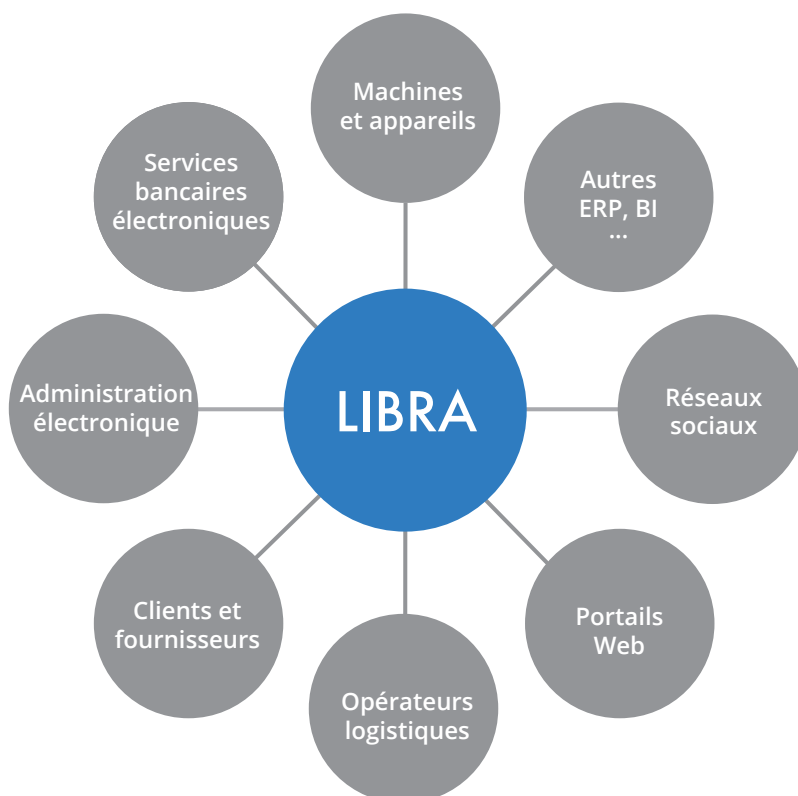 Machines
et appareils
Autres
ERP, BI
...
Réseaux
sociaux
Portails
Web
Opérateurs
logistiques
Clients et
fournisseurs
Administration
électronique
Services
bancaires
électroniques
LIBRA